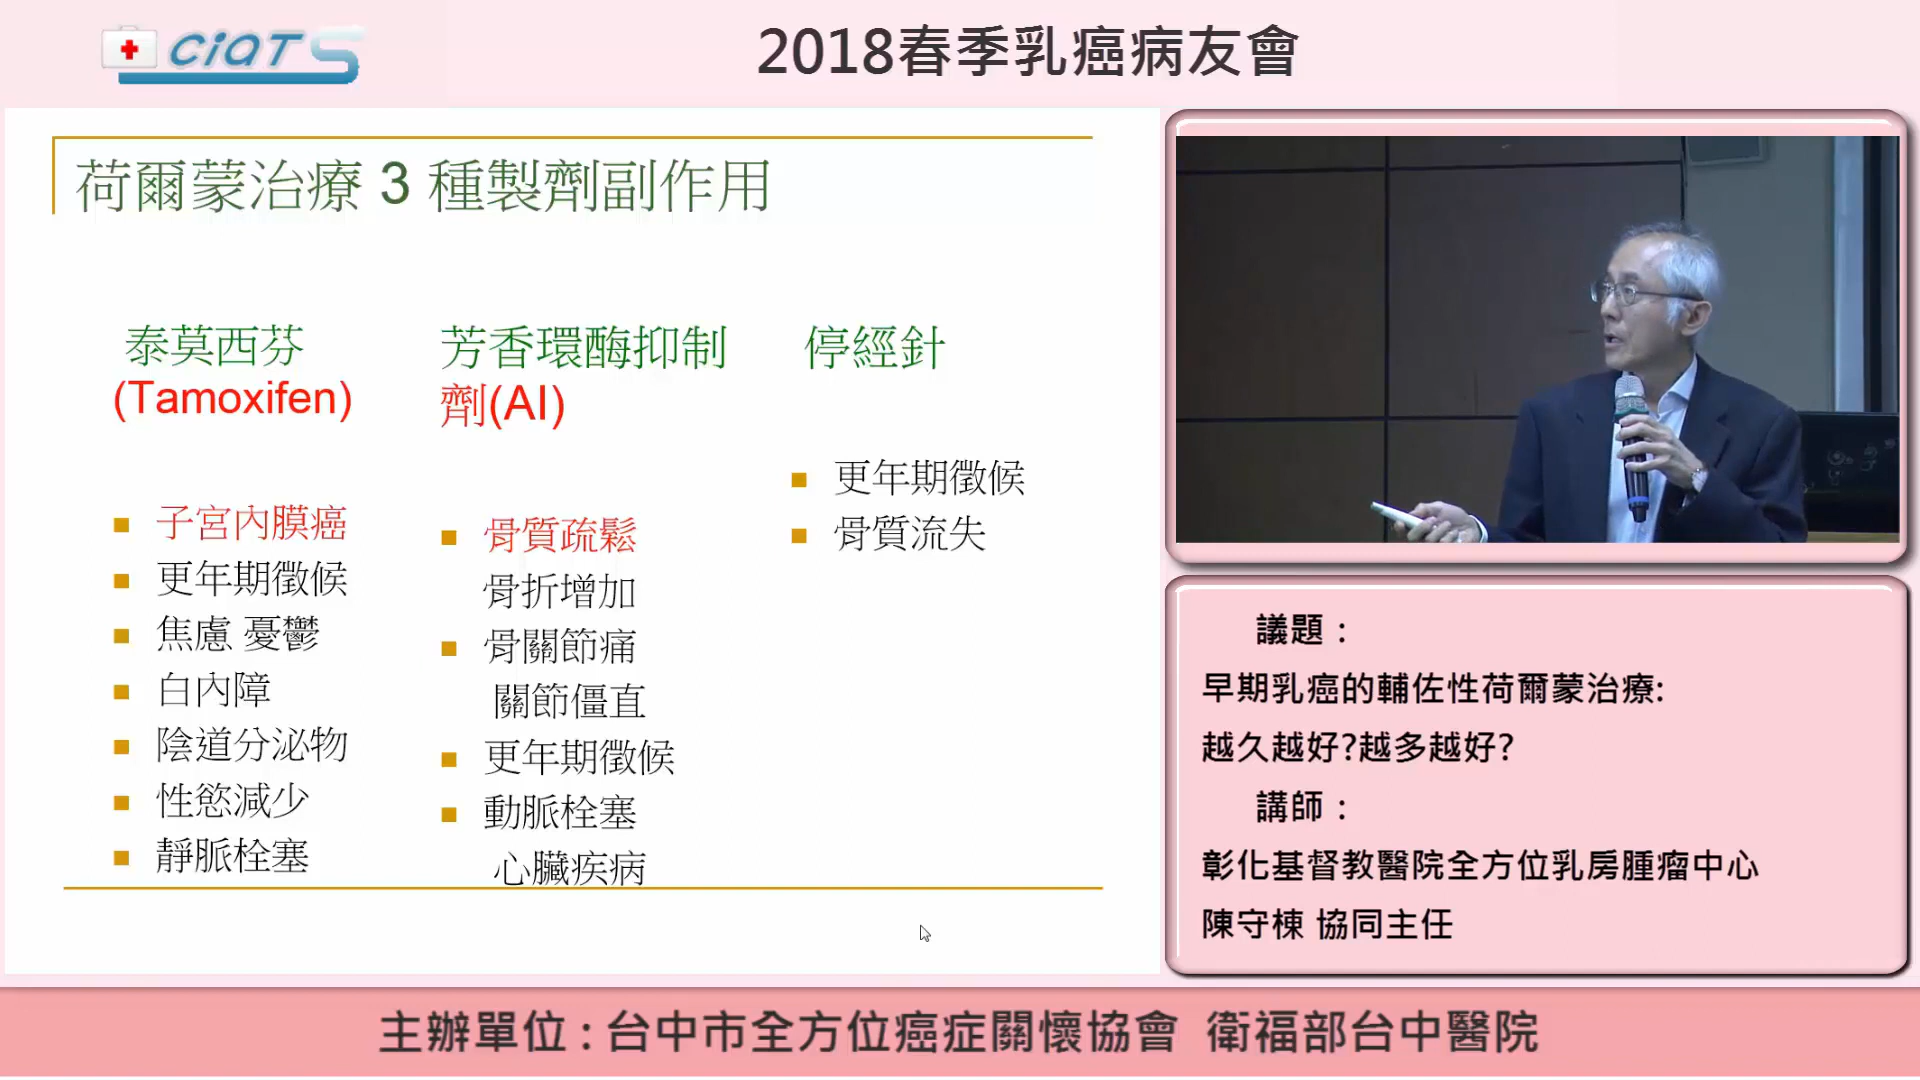 CiQTS
2018春季乳癌病友會
荷爾蒙治療 3 種製劑副作用
泰莫西芬
(Tamoxifen)
子宮內膜癌
更年期徵候
焦慮 憂鬱
白內障
陰道分泌物
性慾減少
靜脈栓塞
芳香環酶抑制
劑(AI)
骨質疏鬆
骨折增加
骨關節痛
關節僵直
更年期徵候
動脈栓塞
心臟疾病
停經針
更年期徵候
骨質流失
議題：
早期乳癌的輔佐性荷爾蒙治療:
越久越好?越多越好?
講師：
彰化基督教醫院全方位乳房腫瘤中心
陳守棟 協同主任
主辦單位 : 台中市全方位癌症關懷協會 衛福部台中醫院